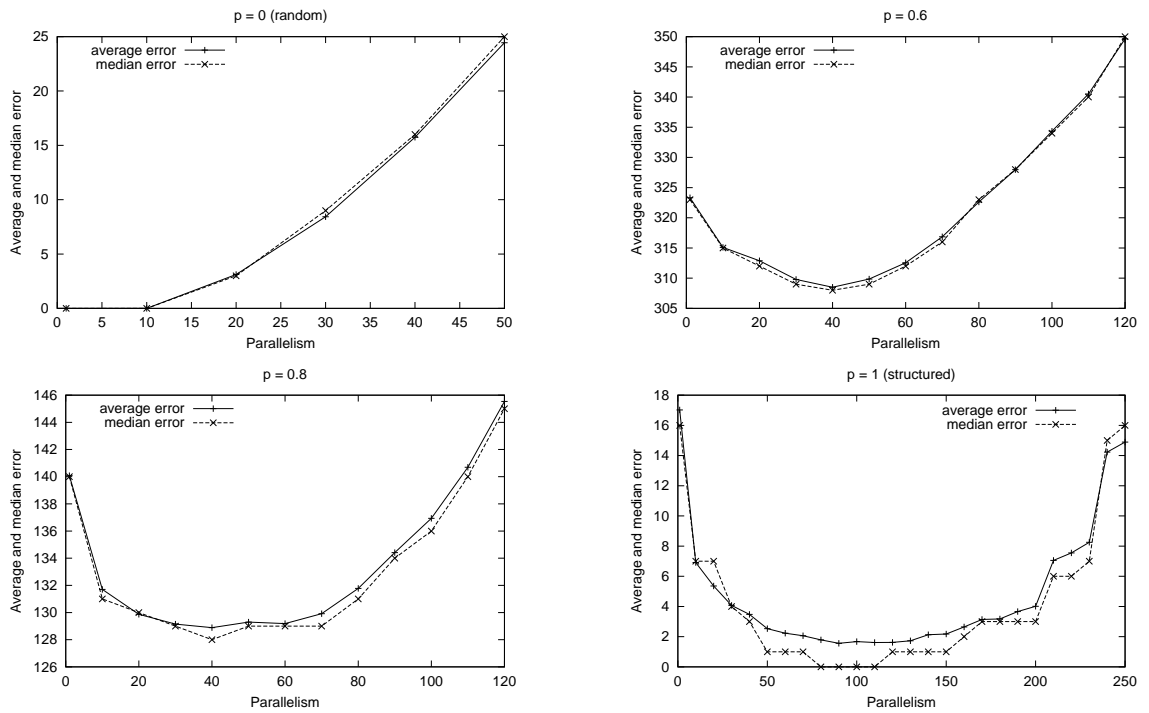 p = 0 (random)
average error
median error
Average and median error
25
20
15
10
5
0
0 5 10 15 20 25 30 35 40 45 50
Parallelism
p = 0.6
average error
median error
Average and median error
350
345
340
335
330
325
320
315
310
305
0 20 40 60 80 100 120
Parallelism
p = 0.8
average error
median error
Average and median error
146
144
142
140
138
136
134
132
130
128
126
0 20 40 60 80 100 120
Parallelism
p = 1 (structured)
average error
median error
Average and median error
18
16
14
12
10
8
6
4
2
0
0 50 100 150 200 250
Parallelism